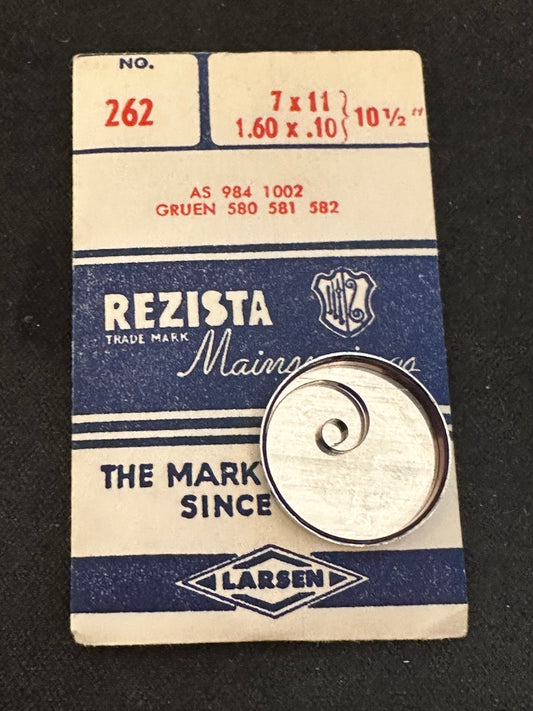 NO.
262
7 x 11
1.60 x .10
10 ½"
AS 984 1002
GRUEN 580 581 582
REZISTA
TRADE MARK
THE MARK
SINCE
LARSEN